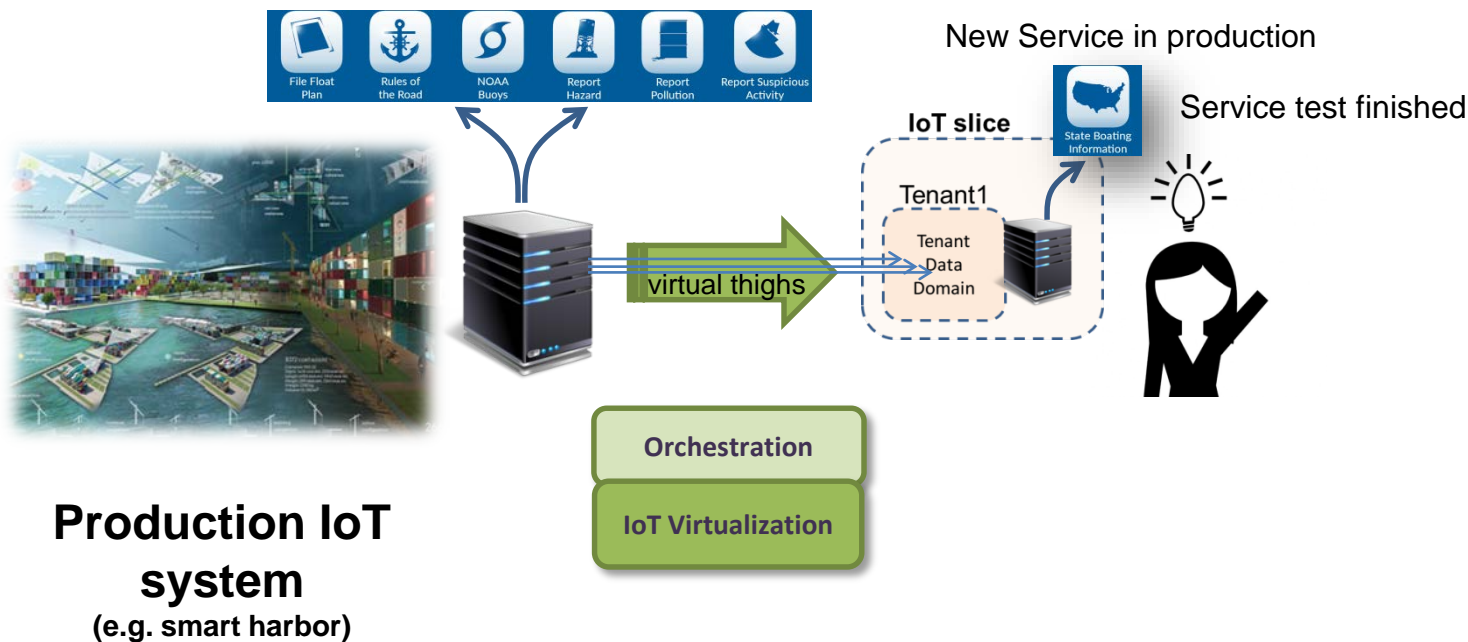 File Float
Plan
Rules of
the Road
NOAA
Buoys
Report
Hazard
Report
Pollution
Report Suspicious
Activity
New Service in production
Service test finished
IoT slice
State Boating
Information
Tenant1
Tenant
Data
Domain
virtual thighs
Orchestration
IoT Virtualization
Production IoT
system
(e.g. smart harbor)